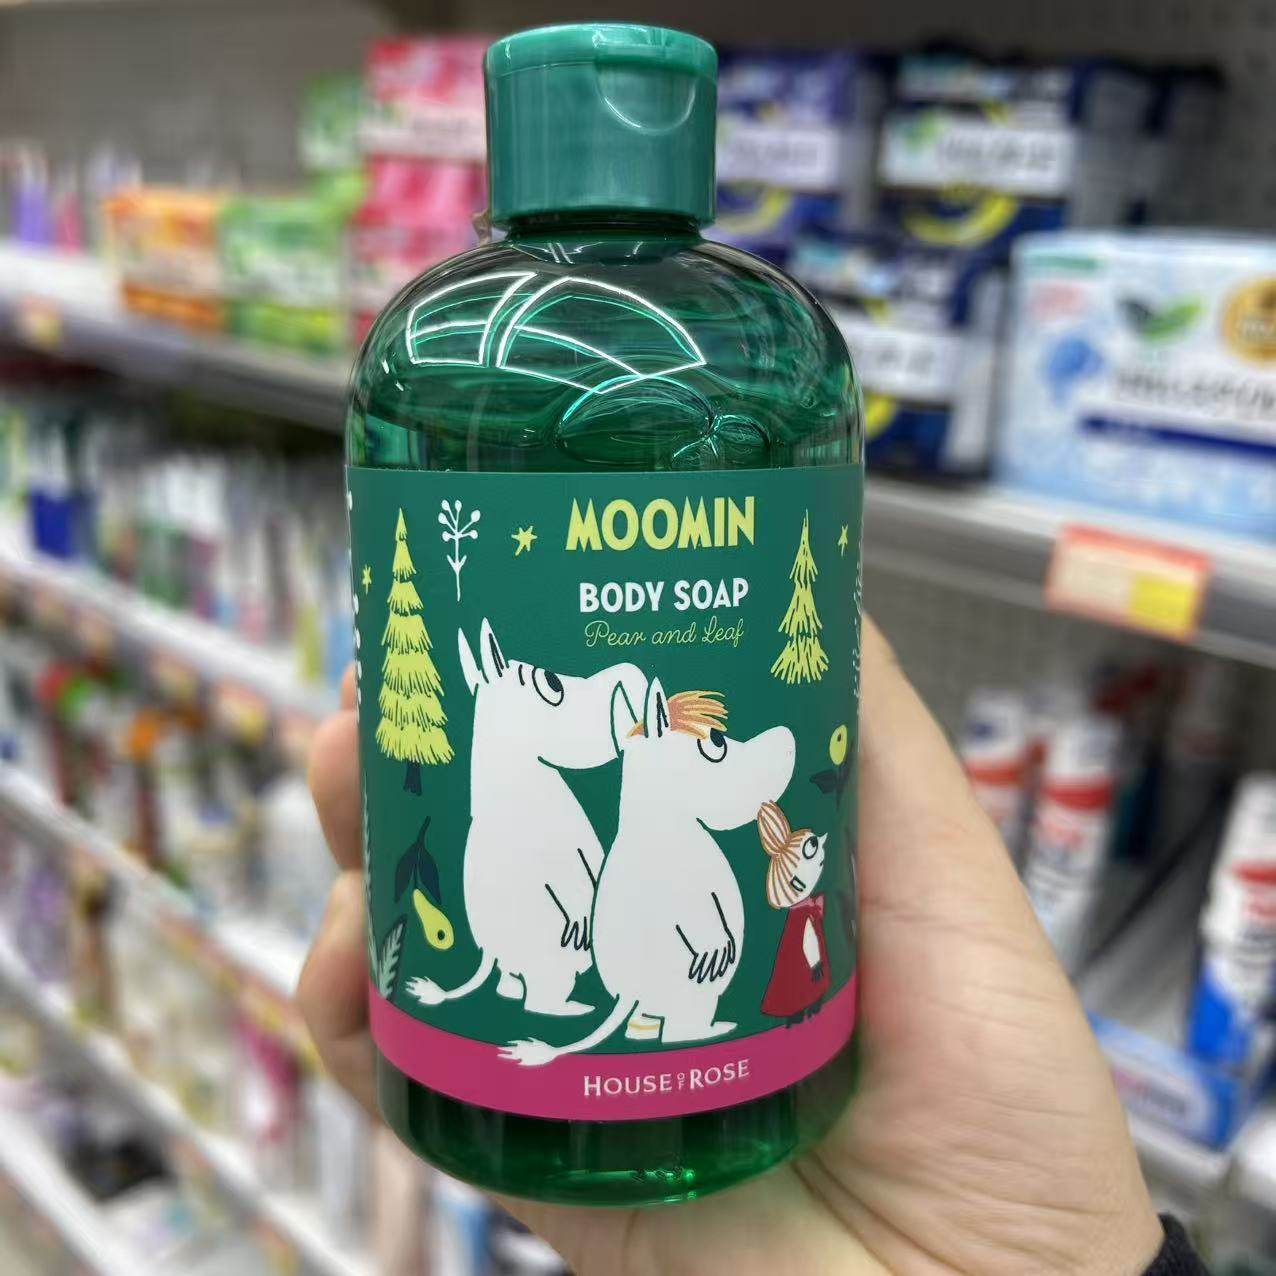 MOOMIN
BODY SOAP
Pear and Leaf
HOUSE OF ROSE